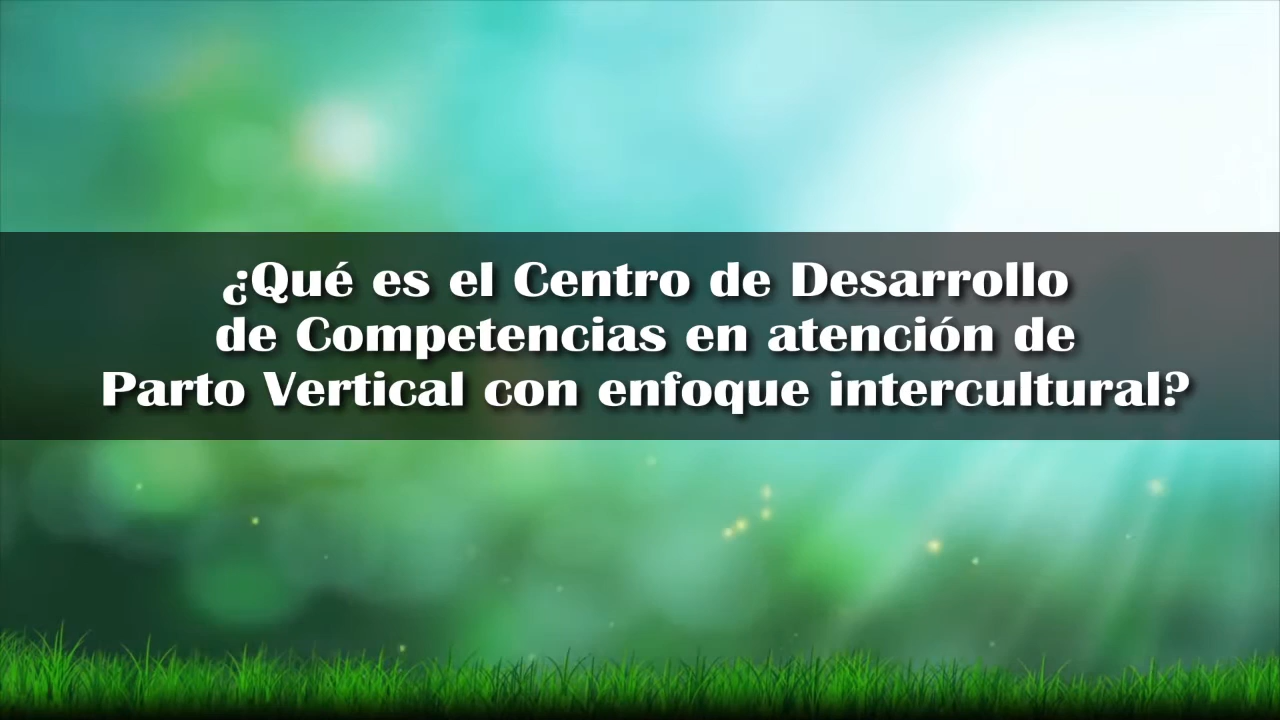 ¿Qué es el Centro de Desarrollo
de Competencias en atención de
Parto Vertical con enfoque intercultural?